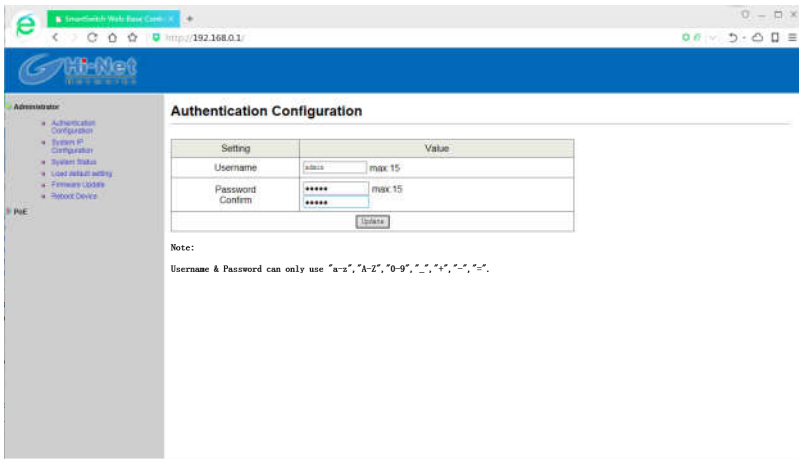 SmartSwitch Web-Base Conf
http://192.168.0.1/
Hi-Net
Administrator
Authentication
Configuration
System IP
Configuration
System Status
Load default setting
Firmware Update
Reboot Device
PoE
Authentication Configuration
Setting Value
Username admin max:15
Password ●●●●● max:15
Confirm ●●●●●
Update
Note:
Username & Password can only use "a-z","A-Z","0-9","_","+","-","=".